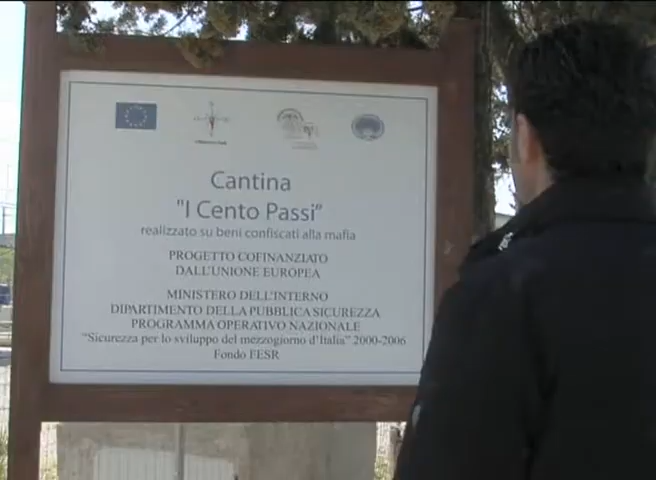 Cantina
"I Cento Passi"
realizzato su beni confiscati alla mafia
PROGETTO COFINANZIATO
DALL'UNIONE EUROPEA
MINISTERO DELL'INTERNO
DIPARTIMENTO DELLA PUBBLICA SICUREZZA
PROGRAMMA OPERATIVO NAZIONALE
"Sicurezza per lo sviluppo del mezzogiorno d'Italia" 2000-2006
Fondo FESR